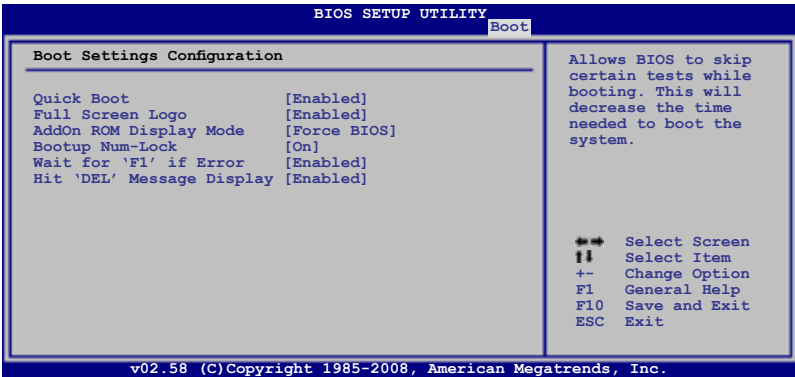 BIOS SETUP UTILITY
Boot
Boot Settings Configuration
Quick Boot [Enabled]
Full Screen Logo [Enabled]
AddOn ROM Display Mode [Force BIOS]
Bootup Num-Lock [On]
Wait for ‘F1’ if Error [Enabled]
Hit ‘DEL’ Message Display [Enabled]
Allows BIOS to skip
certain tests while
booting. This will
decrease the time
needed to boot the
system.
Select Screen
Select Item
+- Change Option
F1 General Help
F10 Save and Exit
ESC Exit
v02.58 (C)Copyright 1985-2008, American Megatrends, Inc.